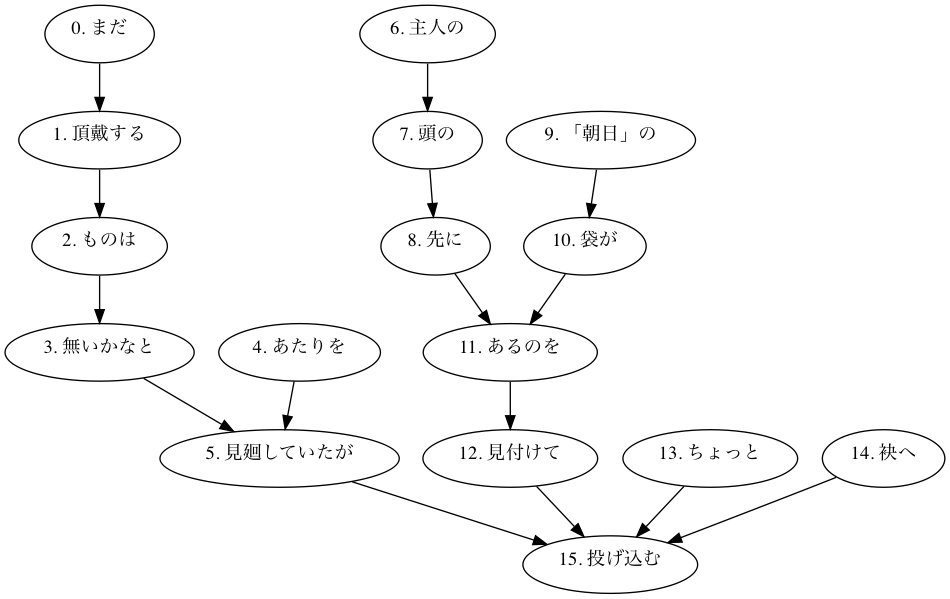 0. まだ
6. 主人の
1. 頂戴する
7. 頭の
9. 「朝日」の
2. ものは
8. 先に
10. 袋が
3. 無いかなと
4. あたりを
11. あるのを
5. 見廻していたが
12. 見付けて
13. ちょっと
14. 袂へ
15. 投げ込む